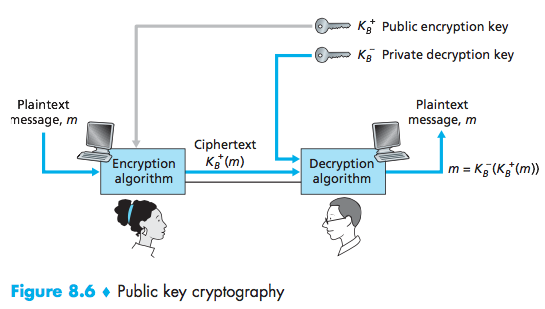 K_B^+ Public encryption key
K_B^- Private decryption key
Plaintext
message, m
Plaintext
message, m
Ciphertext
K_B^+(m)
Encryption
algorithm
Decryption
algorithm
m = K_B^-(K_B^+(m))
Figure 8.6 ♦ Public key cryptography